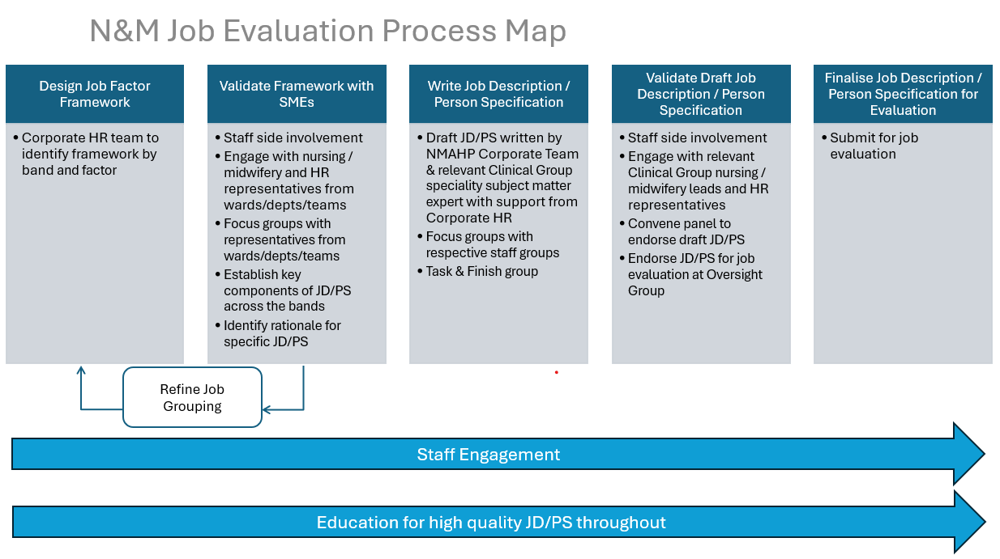 N&M Job Evaluation Process Map
Design Job Factor
Framework
• Corporate HR team to
identify framework by
band and factor
Validate Framework with
SMEs
• Staff side involvement
• Engage with nursing /
midwifery and HR
representatives from
wards/depts/teams
• Focus groups with
representatives from
wards/depts/teams
• Establish key
components of JD/PS
across the bands
• Identify rationale for
specific JD/PS
Write Job Description /
Person Specification
• Draft JD/PS written by
NMAHP Corporate Team
& relevant Clinical Group
speciality subject matter
expert with support from
Corporate HR
• Focus groups with
respective staff groups
• Task & Finish group
Validate Draft Job
Description / Person
Specification
• Staff side involvement
• Engage with relevant
Clinical Group nursing /
midwifery leads and HR
representatives
• Convene panel to
endorse draft JD/PS
• Endorse JD/PS for job
evaluation at Oversight
Group
Finalise Job Description /
Person Specification for
Evaluation
• Submit for job
evaluation
Refine Job
Grouping
Staff Engagement
Education for high quality JD/PS throughout